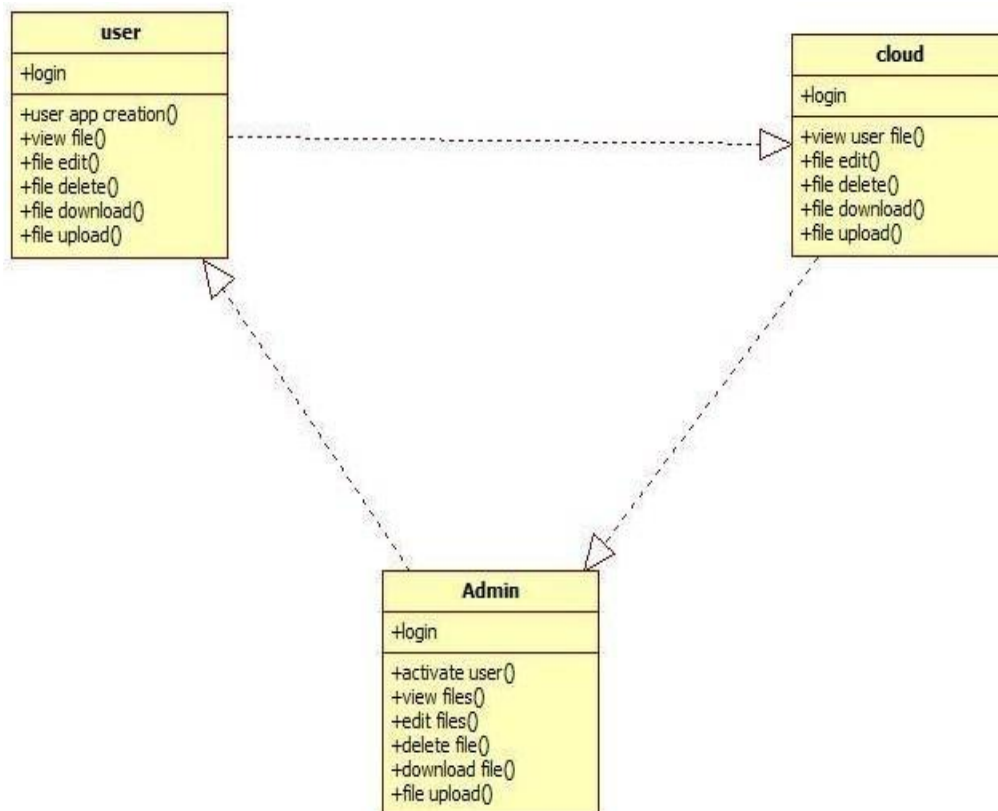 user
+login
+user app creation()
+view file()
+file edit()
+file delete()
+file download()
+file upload()
cloud
+login
+view user file()
+file edit()
+file delete()
+file download()
+file upload()
Admin
+login
+activate user()
+view files()
+edit files()
+delete file()
+download file()
+file upload()